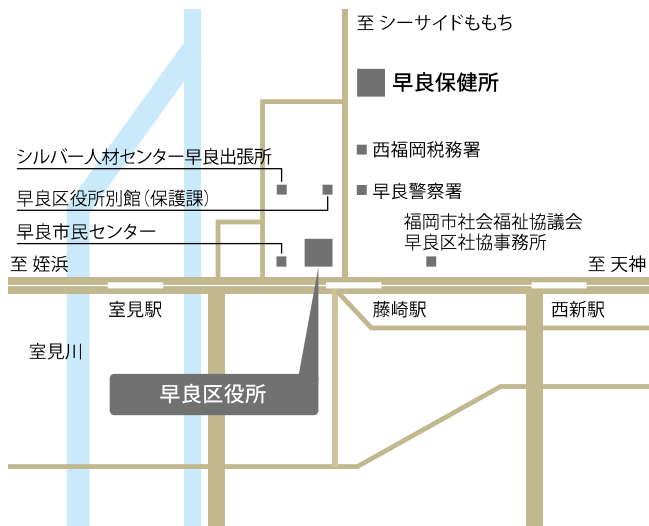 至 シーサイドももち
早良保健所
西福岡税務署
シルバー人材センター早良出張所
早良区役所別館(保護課)
早良警察署
福岡市社会福祉協議会
早良区社協事務所
早良市民センター
至 姪浜
至 天神
室見駅
藤崎駅
西新駅
室見川
早良区役所